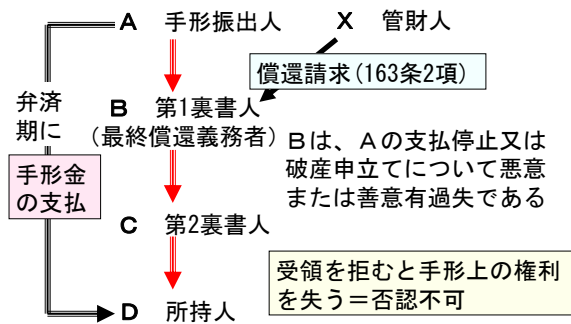 A 手形振出人
X 管財人
償還請求(163条2項)
弁済
期に
手形金
の支払
B 第1裏書人
(最終償還義務者)
Bは、Aの支払停止又は
破産申立てについて悪意
または善意有過失である
C 第2裏書人
受領を拒むと手形上の権利
を失う=否認不可
D 所持人